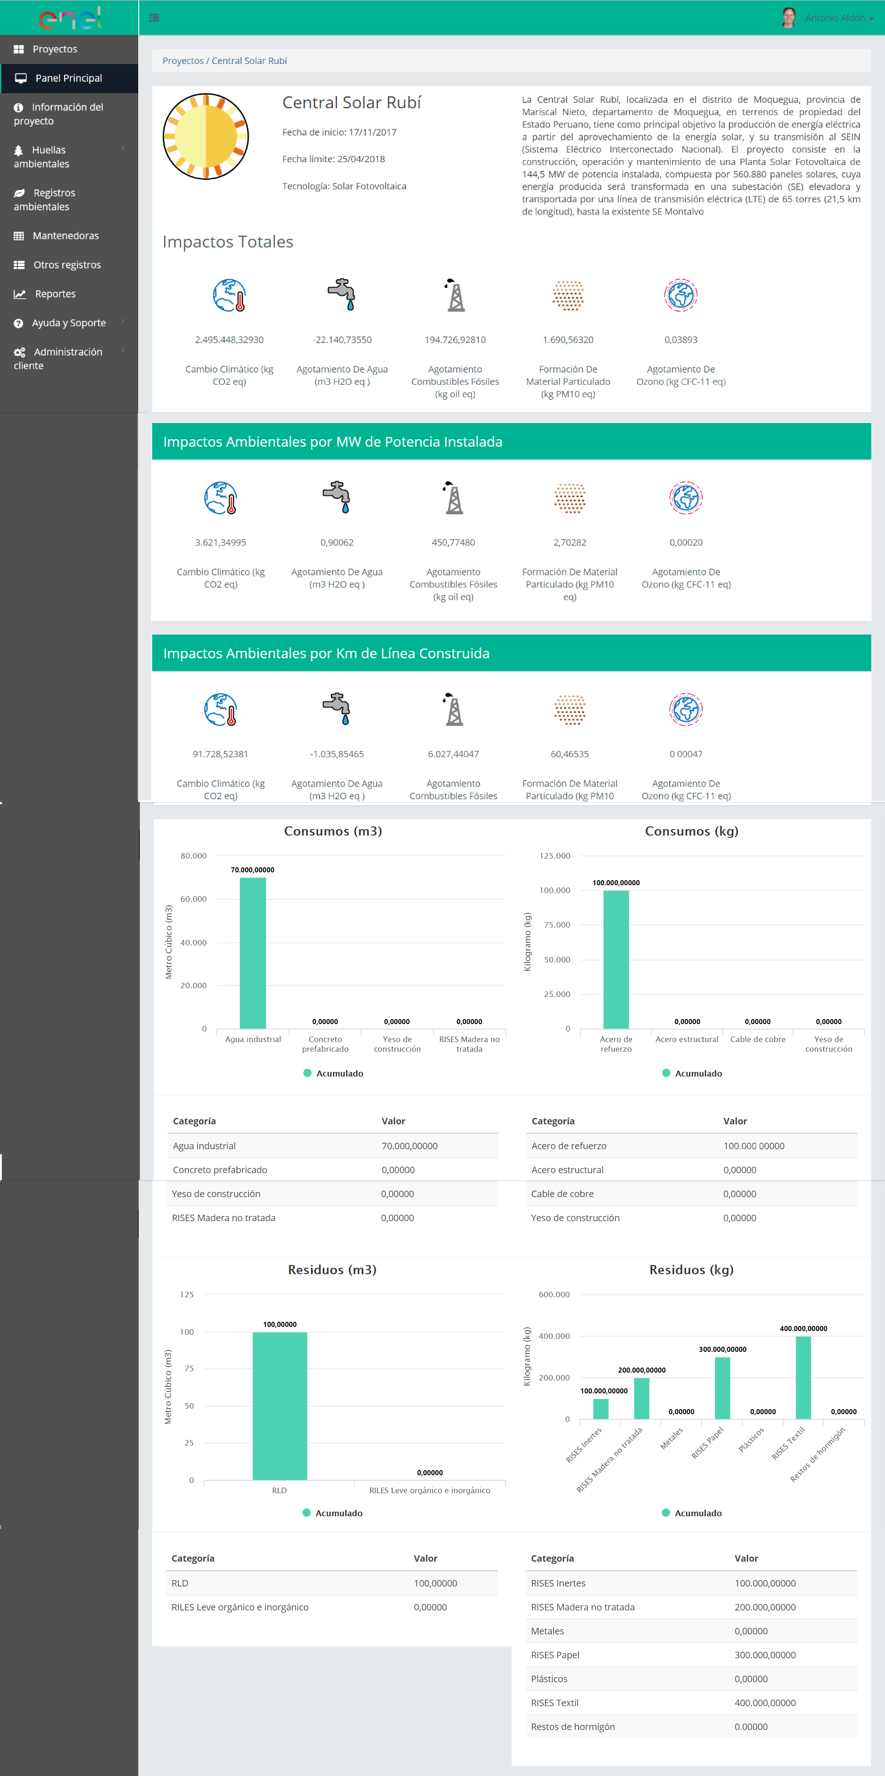 enel
Antonio Aldón
Proyectos
Panel Principal
Información del
proyecto
Huellas
ambientales
Registros
ambientales
Mantenedoras
Otros registros
Reportes
Ayuda y Soporte
Administración
cliente
Proyectos / Central Solar Rubí
Central Solar Rubí
Fecha de inicio: 17/11/2017
Fecha límite: 25/04/2018
Tecnología: Solar Fotovoltaica
La Central Solar Rubí, localizada en el distrito de Moquegua, provincia de
Mariscal Nieto, departamento de Moquegua, en terrenos de propiedad del
Estado Peruano, tiene como principal objetivo la producción de energía eléctrica
a partir del aprovechamiento de la energía solar, y su transmisión al SEIN
(Sistema Eléctrico Interconectado Nacional). El proyecto consiste en la
construcción, operación y mantenimiento de una Planta Solar Fotovoltaica de
144,5 MW de potencia instalada, compuesta por 560.880 paneles solares, cuya
energía producida será transformada en una subestación (SE) elevadora y
transportada por una línea de transmisión eléctrica (LTE) de 65 torres (21,5 km
de longitud), hasta la existente SE Montalvo
Impactos Totales
2.495.448,32930
-22.140,73550
194.726,92810
1.690,56320
0,03893
Cambio Climático (kg
CO2 eq)
Agotamiento De Agua
(m3 H2O eq )
Agotamiento
Combustibles Fósiles
(kg oil eq)
Formación De
Material Particulado
(kg PM10 eq)
Agotamiento De
Ozono (kg CFC-11 eq)
Impactos Ambientales por MW de Potencia Instalada
3.621,34995
0,90062
450,77480
2,70282
0,00020
Cambio Climático (kg
CO2 eq)
Agotamiento De Agua
(m3 H2O eq )
Agotamiento
Combustibles Fósiles
(kg oil eq)
Formación De Material
Particulado (kg PM10
eq)
Agotamiento De
Ozono (kg CFC-11 eq)
Impactos Ambientales por Km de Línea Construida
91.728,52381
-1.035,85465
6.027,44047
60,46535
0 00047
Cambio Climático (kg
CO2 eq)
Agotamiento De Agua
(m3 H2O eq )
Agotamiento
Combustibles Fósiles
Formación De Material
Particulado (kg PM10
Agotamiento De
Ozono (kg CFC-11 eq)
Consumos (m3)
80.000
60.000
40.000
20.000
0
Metro Cúbico (m3)
70.000,00000
0,00000
0,00000
0,00000
Agua industrial
Concreto
prefabricado
Yeso de
construcción
RISES Madera no
tratada
Acumulado
Consumos (kg)
125.000
100.000
75.000
50.000
25.000
0
Kilogramo (kg)
100.000,00000
0,00000
0,00000
0,00000
Acero de
refuerzo
Acero estructural
Cable de cobre
Yeso de
construcción
Acumulado
Categoría Valor
Agua industrial 70.000,00000
Concreto prefabricado 0,00000
Yeso de construcción 0,00000
RISES Madera no tratada 0,00000
Categoría Valor
Acero de refuerzo 100.000 00000
Acero estructural 0,00000
Cable de cobre 0,00000
Yeso de construcción 0,00000
Residuos (m3)
125
100
75
50
25
0
Metro Cúbico (m3)
100,00000
0,00000
RLD
RILES Leve orgánico e inorgánico
Acumulado
Residuos (kg)
600.000
400.000
200.000
0
Kilogramo (kg)
100.000,00000
200.000,00000
0,00000
300.000,00000
0,00000
400.000,00000
0,00000
RISES Inertes
RISES Madera no tratada
Metales
RISES Papel
Plásticos
RISES Textil
Restos de hormigón
Acumulado
Categoría Valor
RLD 100,00000
RILES Leve orgánico e inorgánico 0,00000
Categoría Valor
RISES Inertes 100.000,00000
RISES Madera no tratada 200.000,00000
Metales 0,00000
RISES Papel 300.000,00000
Plásticos 0,00000
RISES Textil 400.000,00000
Restos de hormigón 0.00000